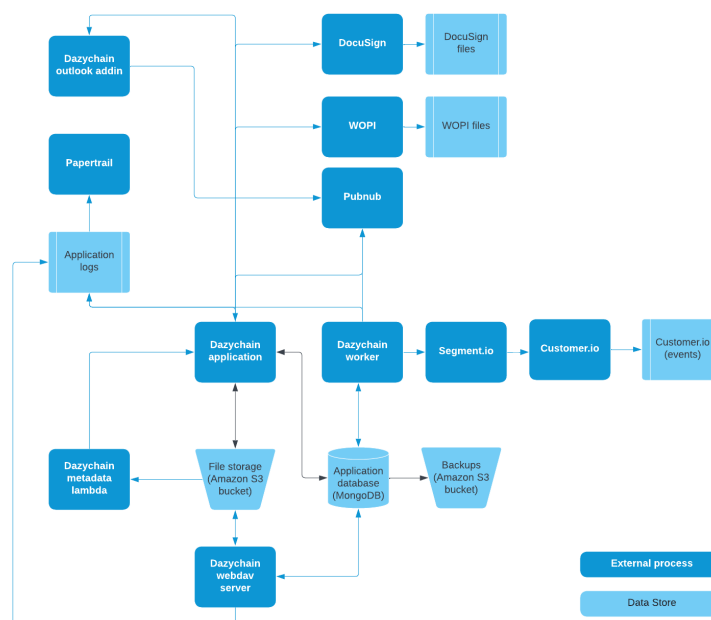 DocuSign
DocuSign
files
Dazychain
outlook addin
WOPI
WOPI files
Papertrail
Pubnub
Application
logs
Dazychain
application
Dazychain
worker
Segment.io
Customer.io
Customer.io
(events)
Dazychain
metadata
lambda
File storage
(Amazon S3
bucket)
Application
database
(MongoDB)
Backups
(Amazon S3
bucket)
Dazychain
webdav
server
External process
Data Store